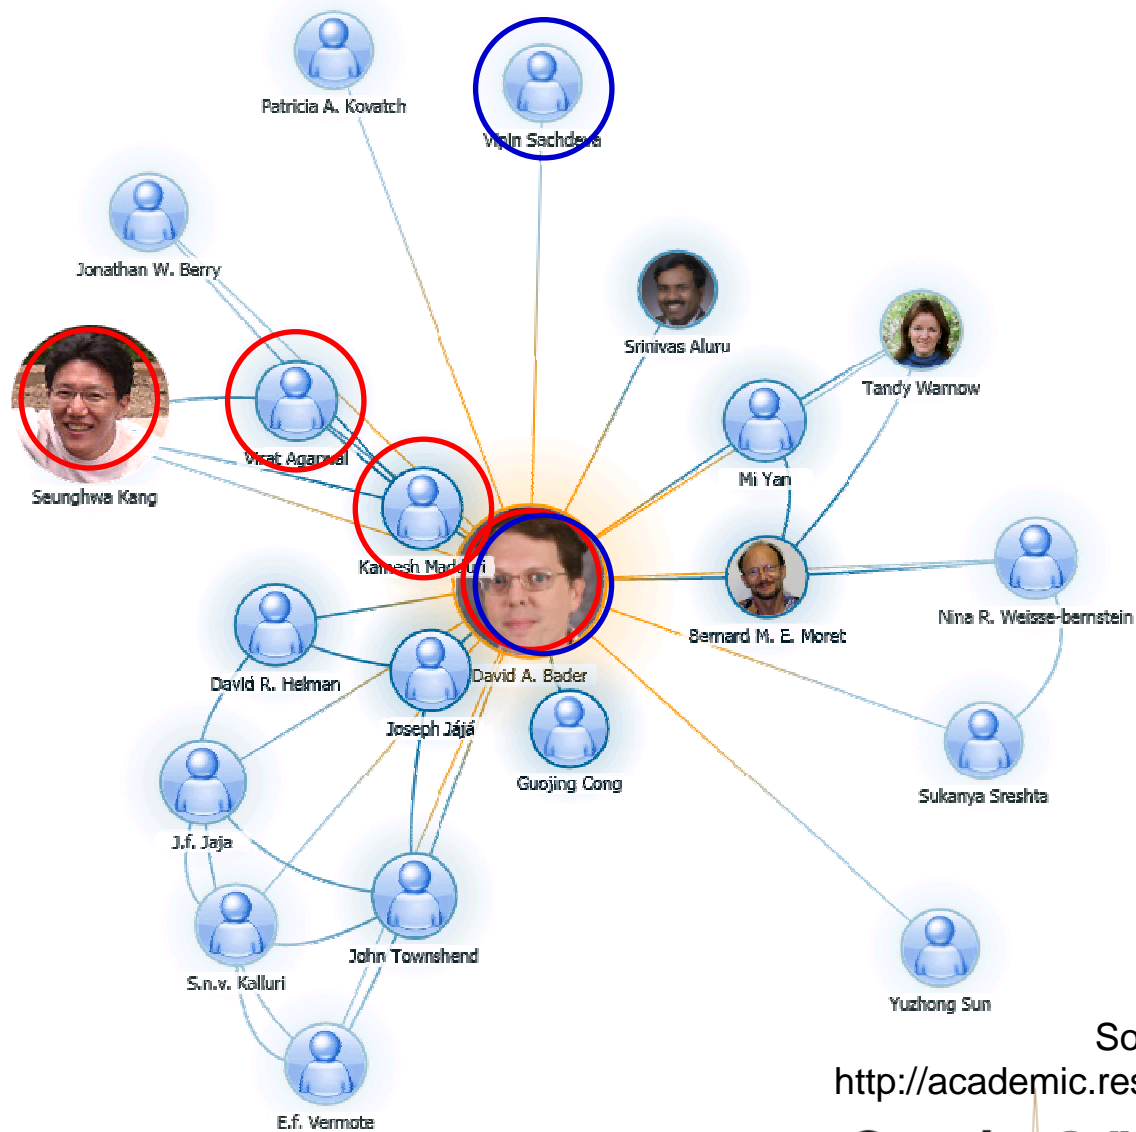 Patricia A. Kovatch
Vipin Sachdeva
Jonathan W. Berry
Srinivas Aluru
Tandy Warnow
Virat Agarwal
Mi Yan
Seunghwa Kang
Kamesh Madduri
Nina R. Weisse-bernstein
Bernard M. E. Moret
David A. Bader
David R. Helman
Joseph Jájá
Guojing Cong
Sukanya Sreshta
J.f. Jaja
John Townshend
S.n.v. Kalluri
Yuzhong Sun
So
http://academic.res
E.f. Vermote